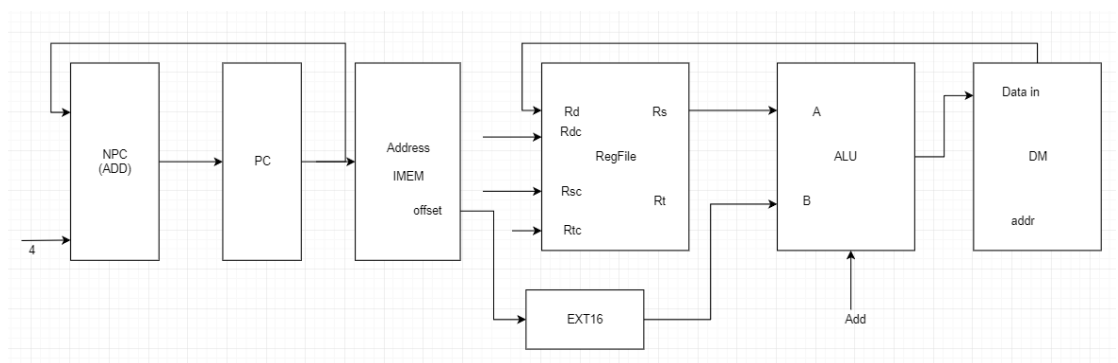 NPC
(ADD)
4
PC
Address
IMEM
offset
Rd
Rs
Rdc
RegFile
Rsc
Rt
Rtc
EXT16
A
ALU
B
Add
Data in
DM
addr